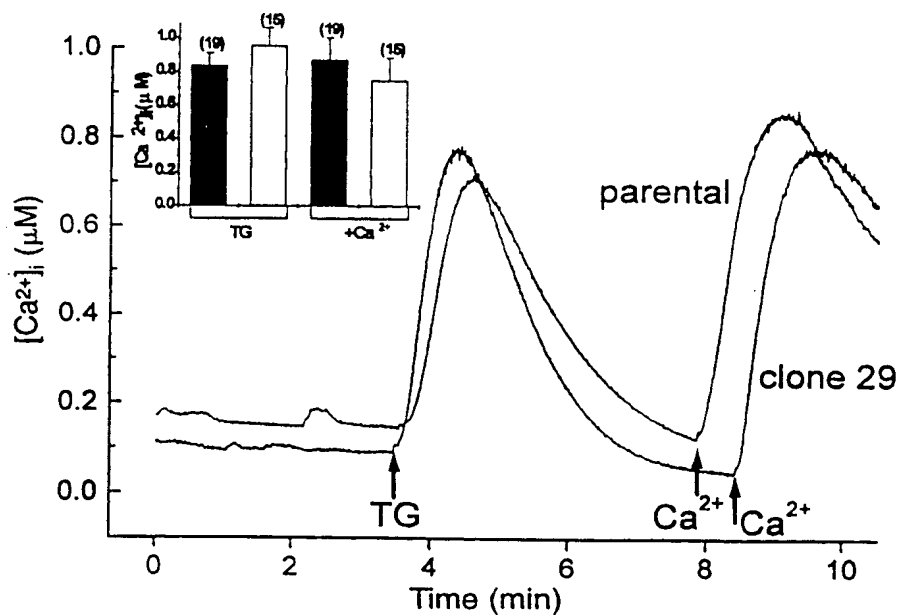 (19)
(15)
(19)
(15)
1.0
0.8
0.6
0.4
0.2
0.0
[Ca 2+]i (μM)
TG
+Ca 2+
1.0
0.8
0.6
0.4
0.2
0.0
[Ca2+]i (μM)
parental
clone 29
TG
Ca2+
Ca2+
0
2
4
6
8
10
Time (min)